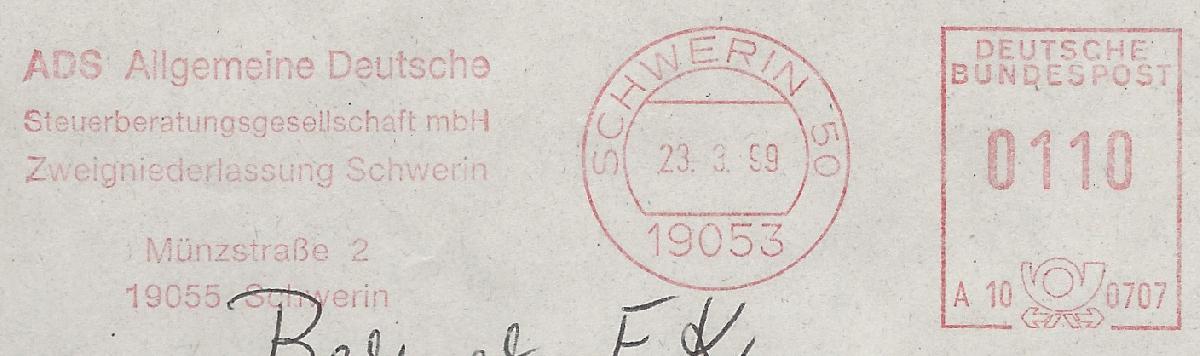 ADS Allgemeine Deutsche
Steuerberatungsgesellschaft mbH
Zweigniederlassung Schwerin
Münzstraße 2
19055 Schwerin
SCHWERIN 50
23. 3. 99
19053
DEUTSCHE
BUNDESPOST
0110
A 10 0707